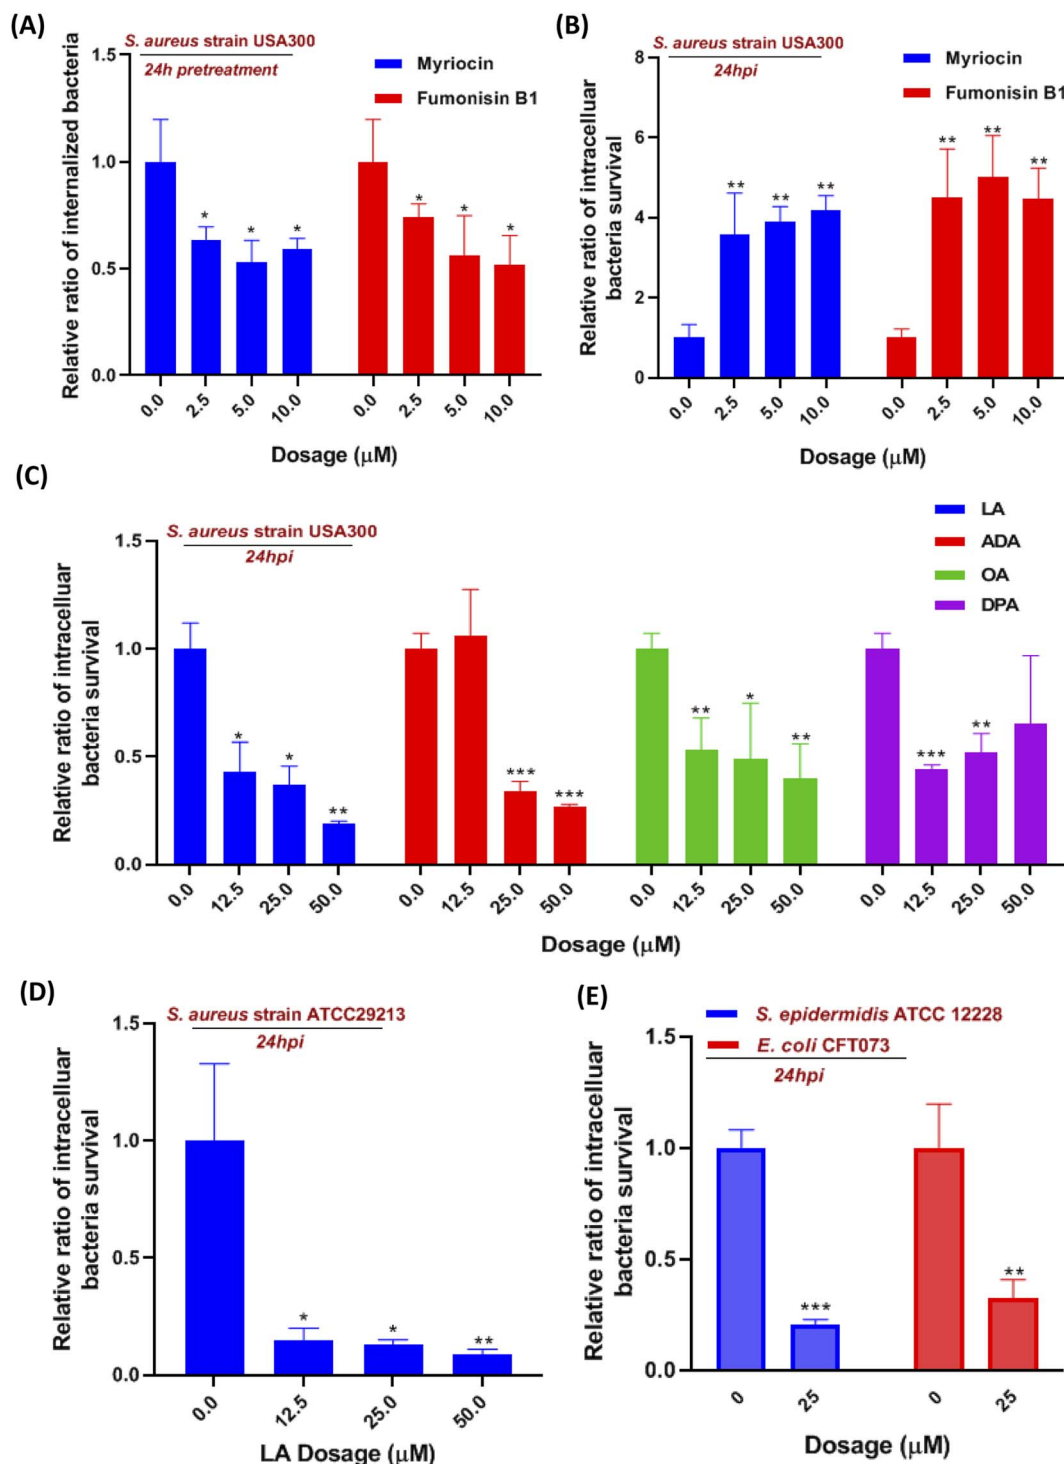 (A)
S. aureus strain USA300
24h pretreatment
Myriocin
Fumonisin B1
Relative ratio of internalized bacteria
1.5
1.0
0.5
0.0
* * * * * *
0.0 2.5 5.0 10.0 0.0 2.5 5.0 10.0
Dosage (μM)
(B)
S. aureus strain USA300
24hpi
Myriocin
Fumonisin B1
Relative ratio of intracelluar
bacteria survival
8
6
4
2
0
** ** ** ** ** **
0.0 2.5 5.0 10.0 0.0 2.5 5.0 10.0
Dosage (μM)
(C)
S. aureus strain USA300
24hpi
LA
ADA
OA
DPA
Relative ratio of intracelluar
bacteria survival
1.5
1.0
0.5
0.0
* * ** *** *** ** * ** *** **
0.0 12.5 25.0 50.0 0.0 12.5 25.0 50.0 0.0 12.5 25.0 50.0 0.0 12.5 25.0 50.0
Dosage (μM)
(D)
S. aureus strain ATCC29213
24hpi
Relative ratio of intracelluar
bacteria survival
1.5
1.0
0.5
0.0
* * **
0.0 12.5 25.0 50.0
LA Dosage (μM)
(E)
S. epidermidis ATCC 12228
E. coli CFT073
24hpi
Relative ratio of intracelluar
bacteria survival
1.5
1.0
0.5
0.0
*** **
0 25 0 25
Dosage (μM)